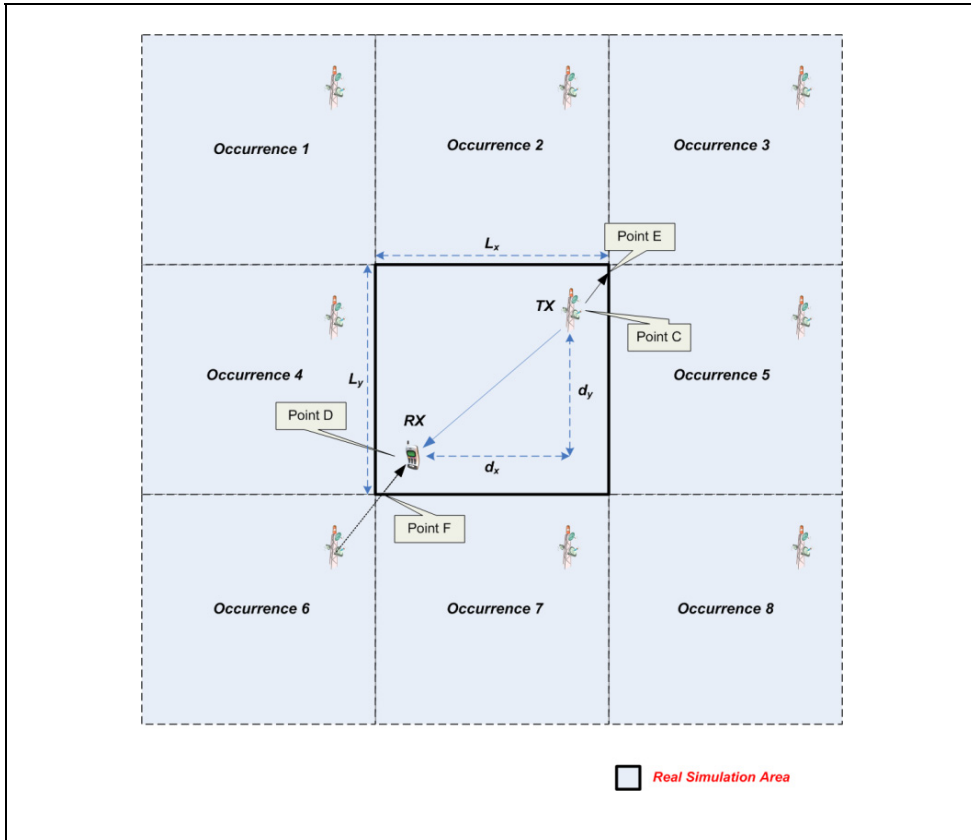 Occurrence 1
Occurrence 2
Occurrence 3
Lx
Point E
TX
Point C
Occurrence 4
Ly
Occurrence 5
dy
Point D
RX
dx
Point F
Occurrence 6
Occurrence 7
Occurrence 8
Real Simulation Area